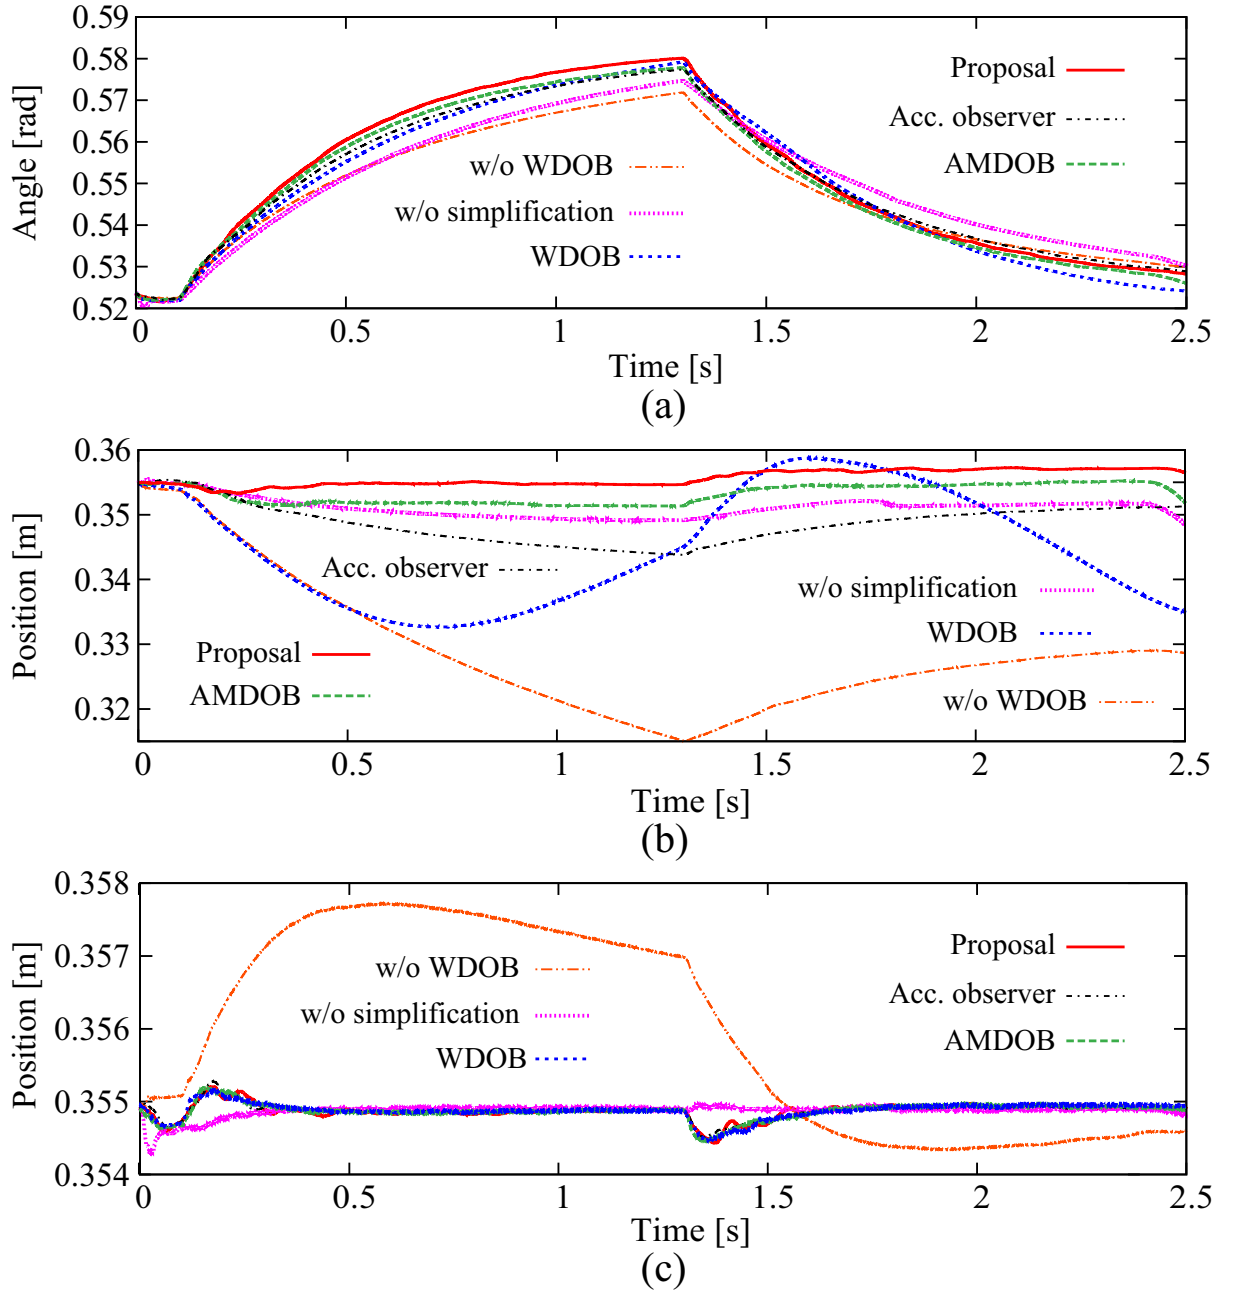 0.59
0.58
0.57
0.56
0.55
0.54
0.53
0.52
Angle [rad]
Proposal
Acc. observer
AMDOB
w/o WDOB
w/o simplification
WDOB
0 0.5 1 1.5 2 2.5
Time [s]
(a)
0.36
0.35
0.34
0.33
0.32
Position [m]
Acc. observer
w/o simplification
WDOB
Proposal
AMDOB
w/o WDOB
0 0.5 1 1.5 2 2.5
Time [s]
(b)
0.358
0.357
0.356
0.355
0.354
Position [m]
Proposal
w/o WDOB
Acc. observer
w/o simplification
AMDOB
WDOB
0 0.5 1 1.5 2 2.5
Time [s]
(c)